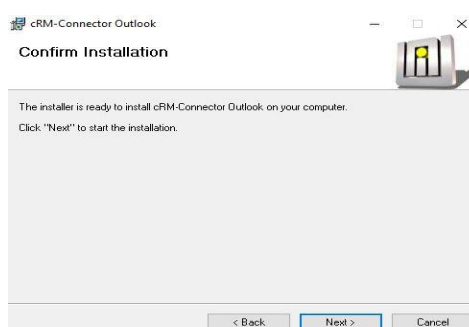 cRM-Connector Outlook
Confirm Installation
The installer is ready to install cRM-Connector Outlook on your computer.
Click "Next" to start the installation.
< Back Next > Cancel